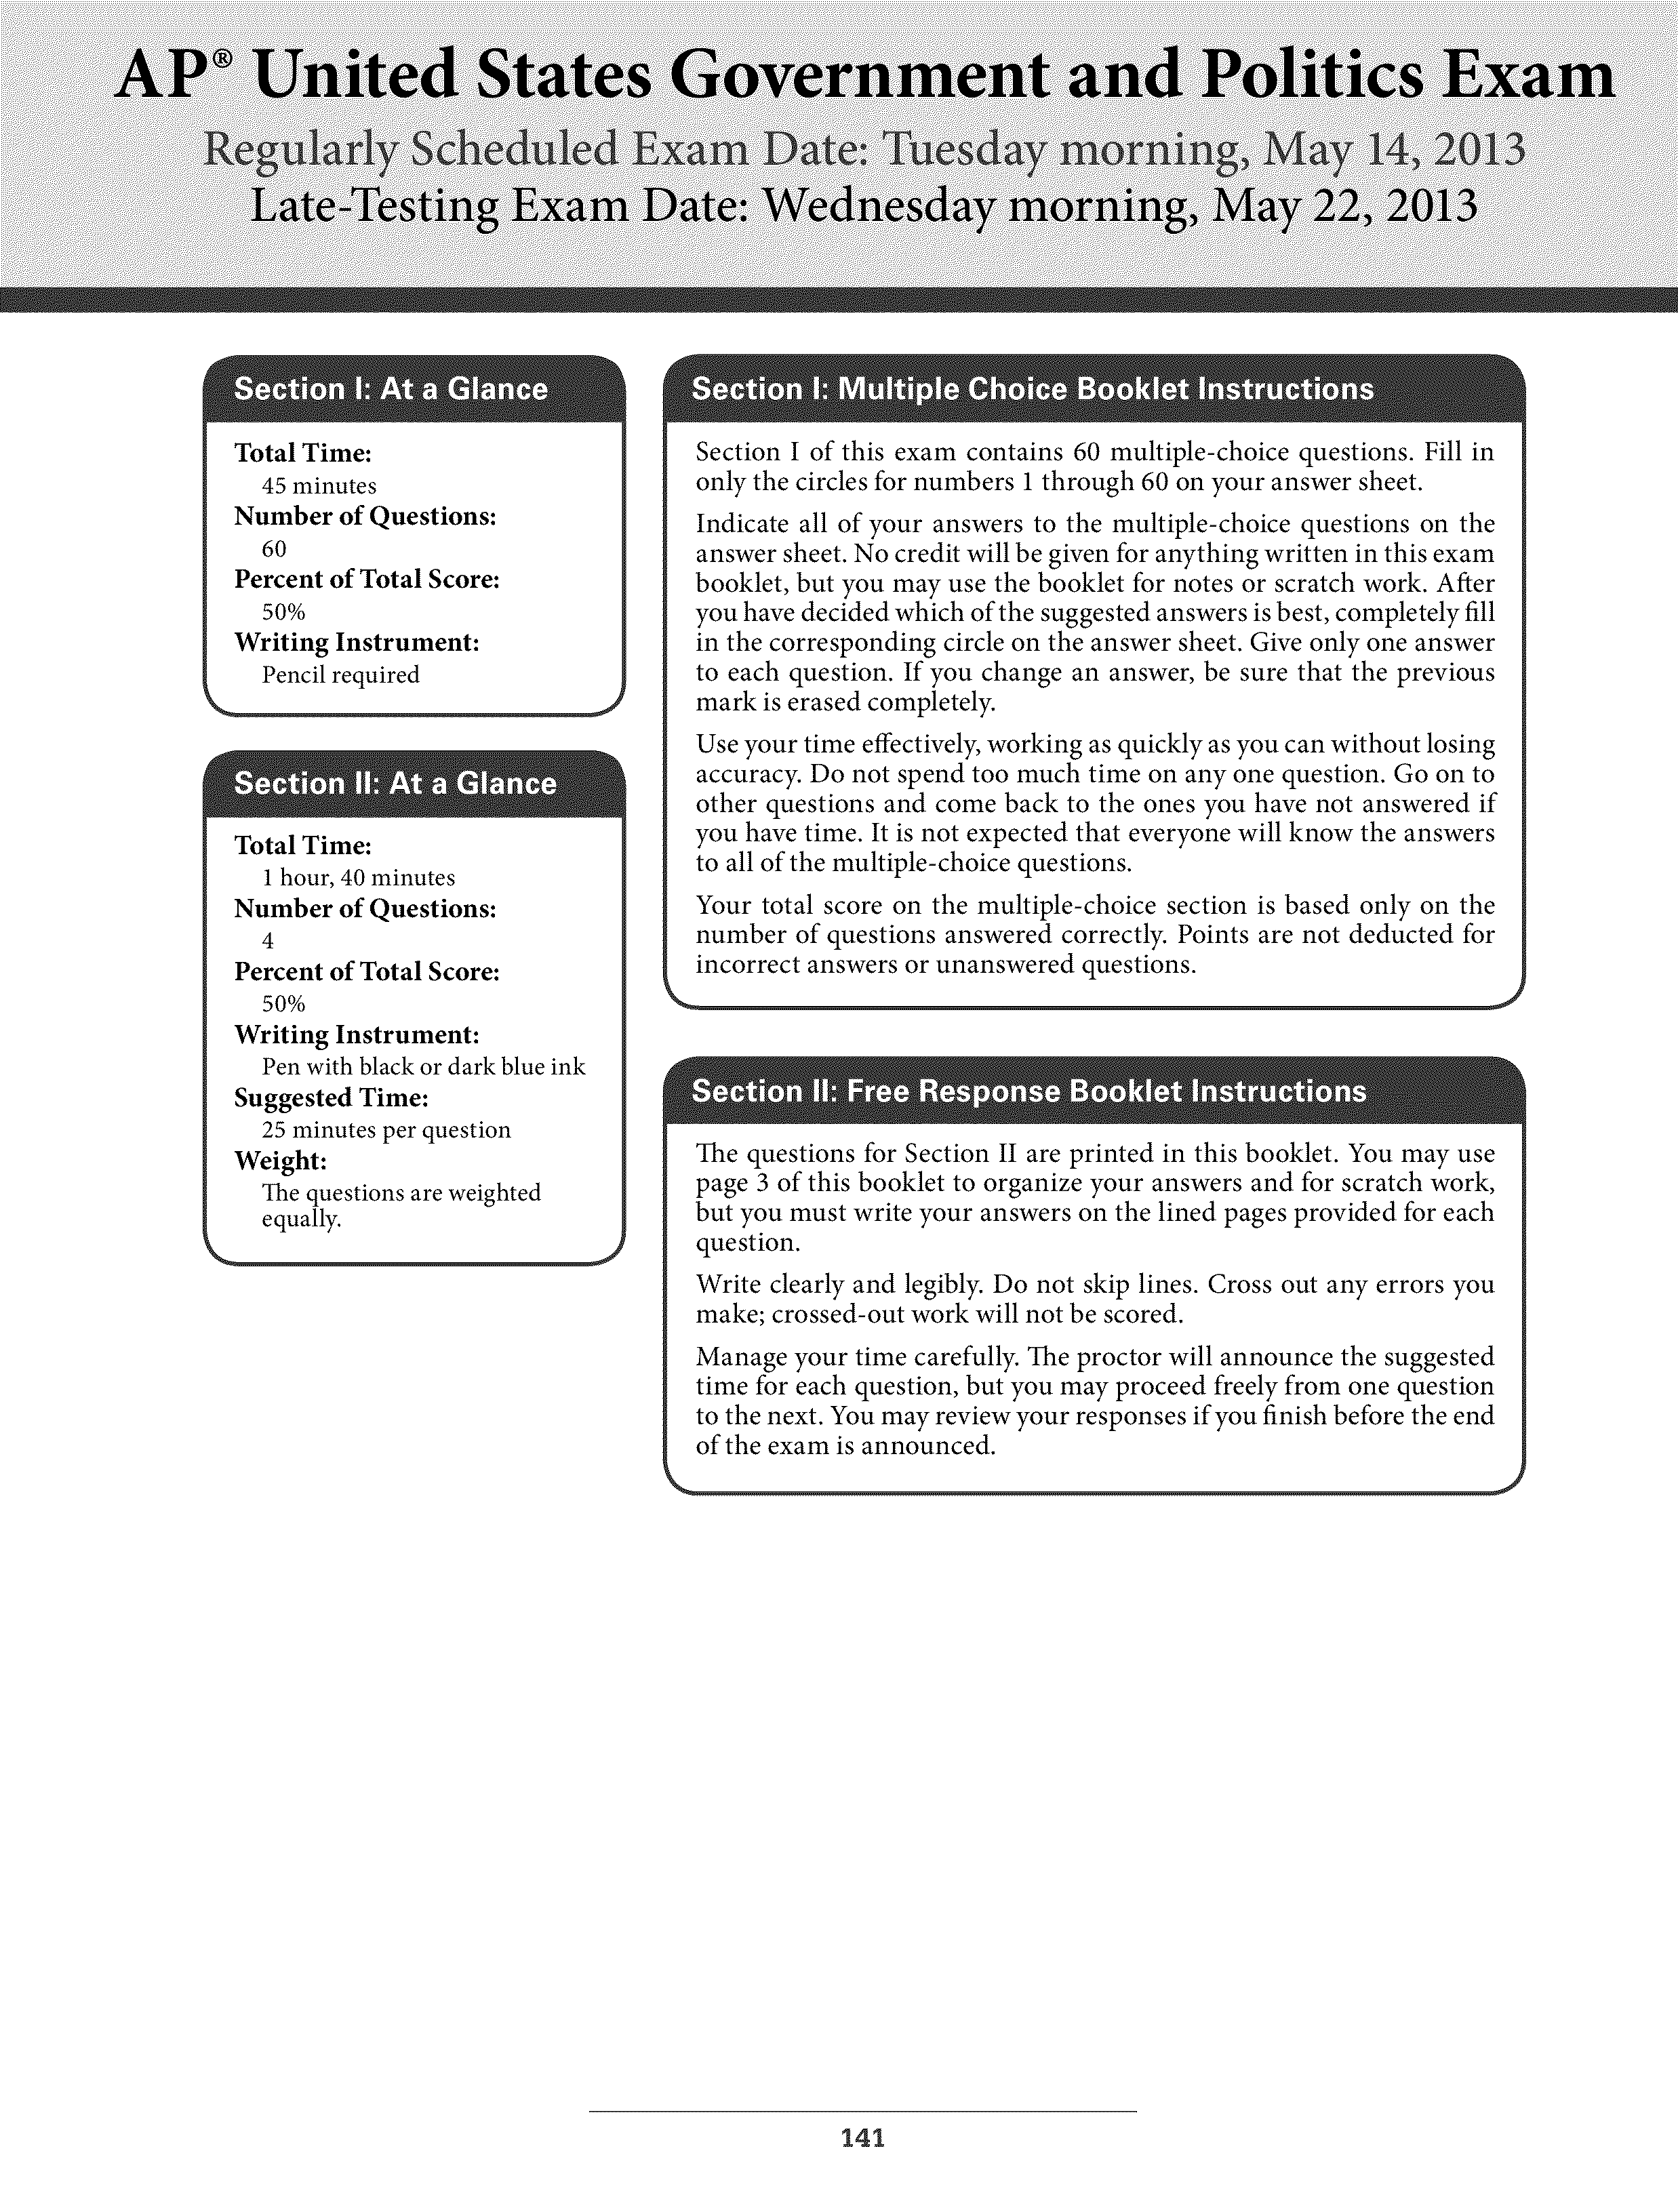 AP® United States Government and Politics Exam
Regularly Scheduled Exam Date: Tuesday morning, May 14, 2013
Late-Testing Exam Date: Wednesday morning, May 22, 2013
Section I: At a Glance
Total Time:
45 minutes
Number of Questions:
60
Percent of Total Score:
50%
Writing Instrument:
Pencil required
Section II: At a Glance
Total Time:
1 hour, 40 minutes
Number of Questions:
4
Percent of Total Score:
50%
Writing Instrument:
Pen with black or dark blue ink
Suggested Time:
25 minutes per question
Weight:
The questions are weighted
equally.
Section I: Multiple Choice Booklet Instructions
Section I of this exam contains 60 multiple-choice questions. Fill in
only the circles for numbers 1 through 60 on your answer sheet.
Indicate all of your answers to the multiple-choice questions on the
answer sheet. No credit will be given for anything written in this exam
booklet, but you may use the booklet for notes or scratch work. After
you have decided which of the suggested answers is best, completely fill
in the corresponding circle on the answer sheet. Give only one answer
to each question. If you change an answer, be sure that the previous
mark is erased completely.
Use your time effectively, working as quickly as you can without losing
accuracy. Do not spend too much time on any one question. Go on to
other questions and come back to the ones you have not answered if
you have time. It is not expected that everyone will know the answers
to all of the multiple-choice questions.
Your total score on the multiple-choice section is based only on the
number of questions answered correctly. Points are not deducted for
incorrect answers or unanswered questions.
Section II: Free Response Booklet Instructions
The questions for Section II are printed in this booklet. You may use
page 3 of this booklet to organize your answers and for scratch work,
but you must write your answers on the lined pages provided for each
question.
Write clearly and legibly. Do not skip lines. Cross out any errors you
make; crossed-out work will not be scored.
Manage your time carefully. The proctor will announce the suggested
time for each question, but you may proceed freely from one question
to the next. You may review your responses if you finish before the end
of the exam is announced.
141